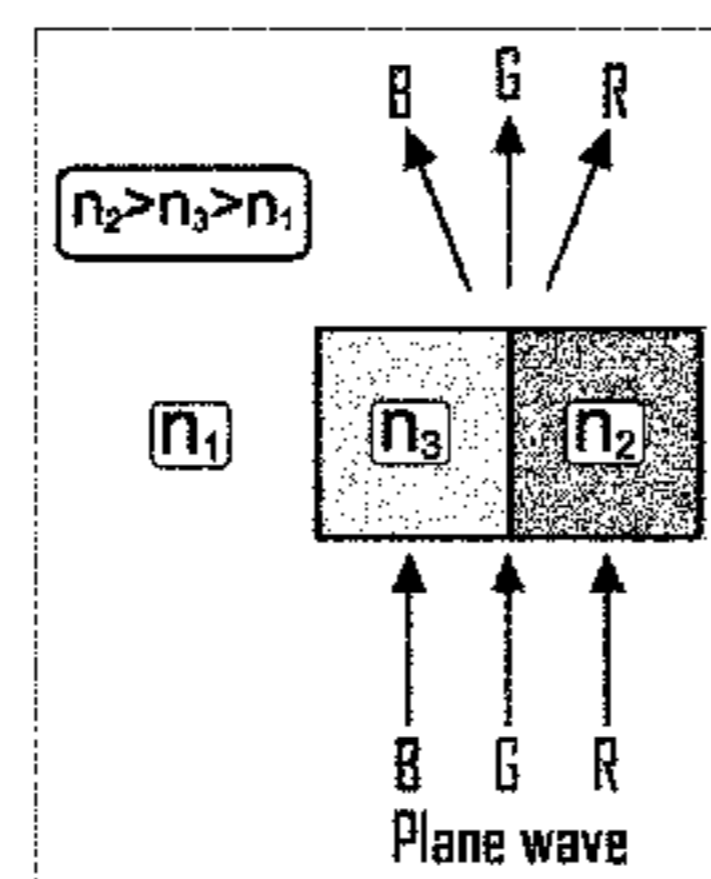 B G R
n₂>n₃>n₁
n₁ n₃ n₂
B G R
Plane wave